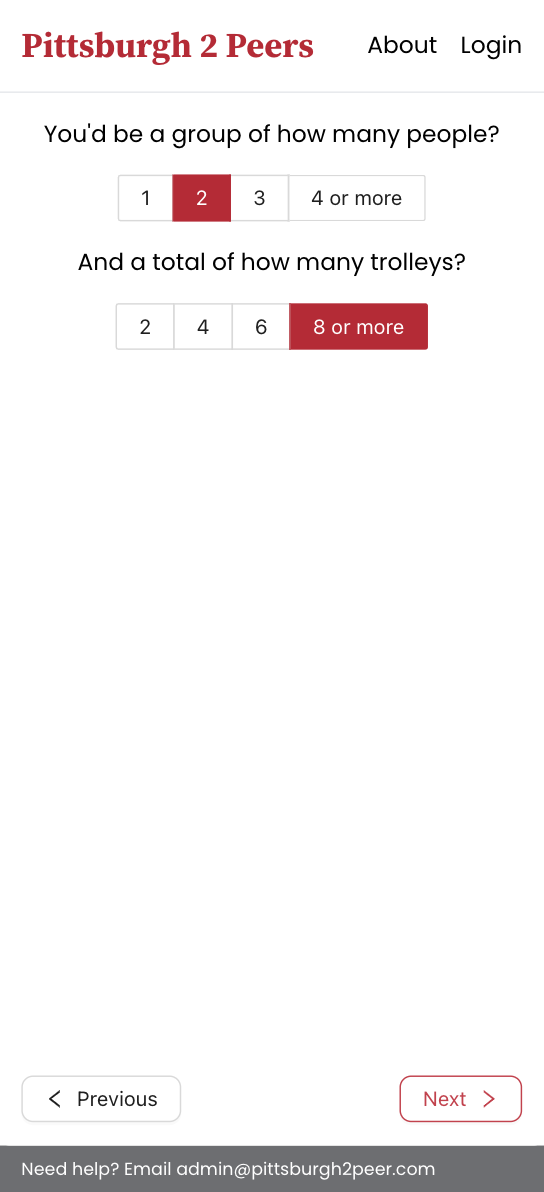 Pittsburgh 2 Peers About Login
You'd be a group of how many people?
1 2 3 4 or more
And a total of how many trolleys?
2 4 6 8 or more
Previous Next
Need help? Email admin@pittsburgh2peer.com